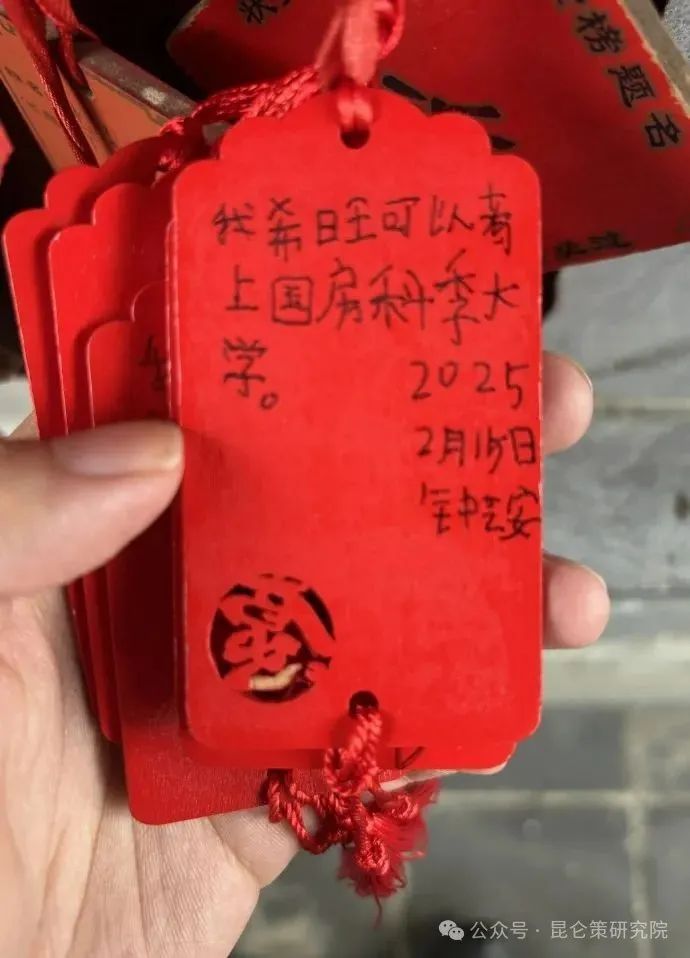 榜题名
我希旺可以考
上国房科季大
学。
2025
2月15日
公众号 · 昆仑策研究院